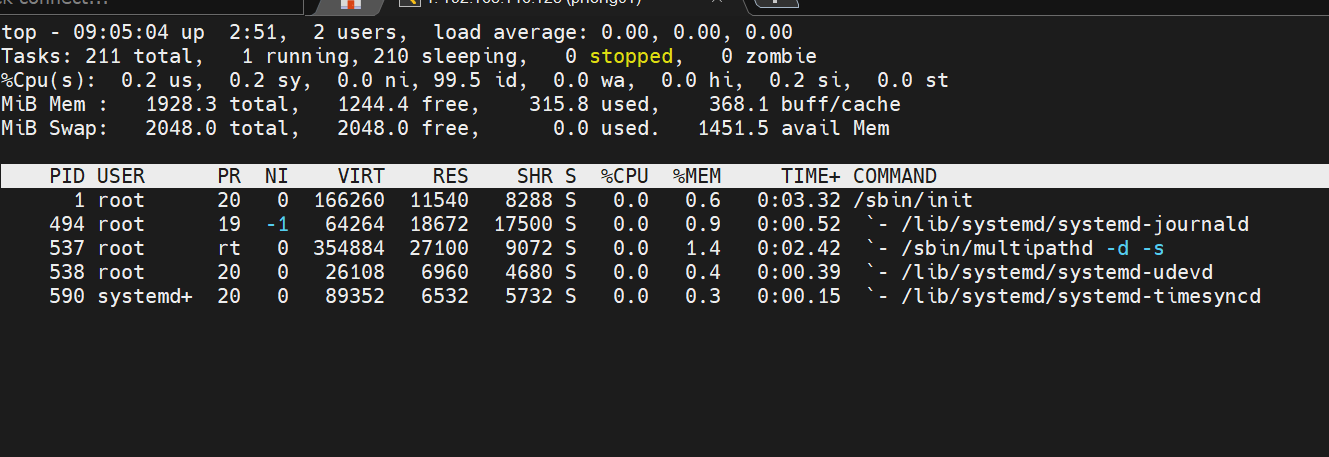 top - 09:05:04 up  2:51,  2 users,  load average: 0.00, 0.00, 0.00
Tasks: 211 total,   1 running, 210 sleeping,   0 stopped,   0 zombie
%Cpu(s):  0.2 us,  0.2 sy,  0.0 ni, 99.5 id,  0.0 wa,  0.0 hi,  0.2 si,  0.0 st
MiB Mem :   1928.3 total,   1244.4 free,    315.8 used,    368.1 buff/cache
MiB Swap:   2048.0 total,   2048.0 free,      0.0 used.   1451.5 avail Mem
    PID USER      PR  NI    VIRT    RES    SHR S  %CPU  %MEM     TIME+ COMMAND
      1 root      20   0  166260  11540   8288 S   0.0   0.6   0:03.32 /sbin/init
    494 root      19  -1   64264  18672  17500 S   0.0   0.9   0:00.52  `- /lib/systemd/systemd-journald
    537 root      rt   0  354884  27100   9072 S   0.0   1.4   0:02.42  `- /sbin/multipathd -d -s
    538 root      20   0   26108   6960   4680 S   0.0   0.4   0:00.39  `- /lib/systemd/systemd-udevd
    590 systemd+  20   0   89352   6532   5732 S   0.0   0.3   0:00.15  `- /lib/systemd/systemd-timesyncd